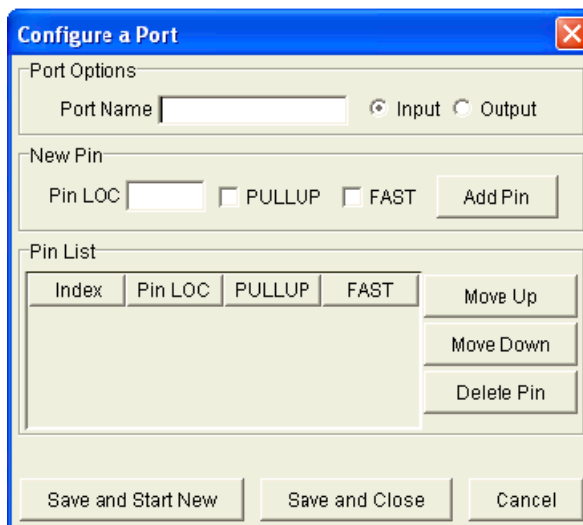 Configure a Port
Port Options
Port Name Input Output
New Pin
Pin LOC PULLUP FAST Add Pin
Pin List
Index Pin LOC PULLUP FAST
Move Up
Move Down
Delete Pin
Save and Start New Save and Close Cancel